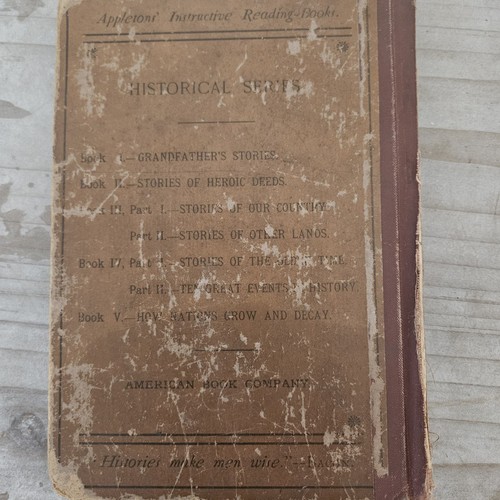 Appletons' Instructive Reading-Books.
HISTORICAL SERIES
Book I.—GRANDFATHER'S STORIES.
Book II.—STORIES OF HEROIC DEEDS.
Book III, Part I.—STORIES OF OUR COUNTRY.
Part II.—STORIES OF OTHER LANDS.
Book IV, Part I.—STORIES OF THE OLDEN TIME.
Part II.—TEN GREAT EVENTS IN HISTORY.
Book V.—HOW NATIONS GROW AND DECAY.
AMERICAN BOOK COMPANY
"Histories make men wise."—BACON.